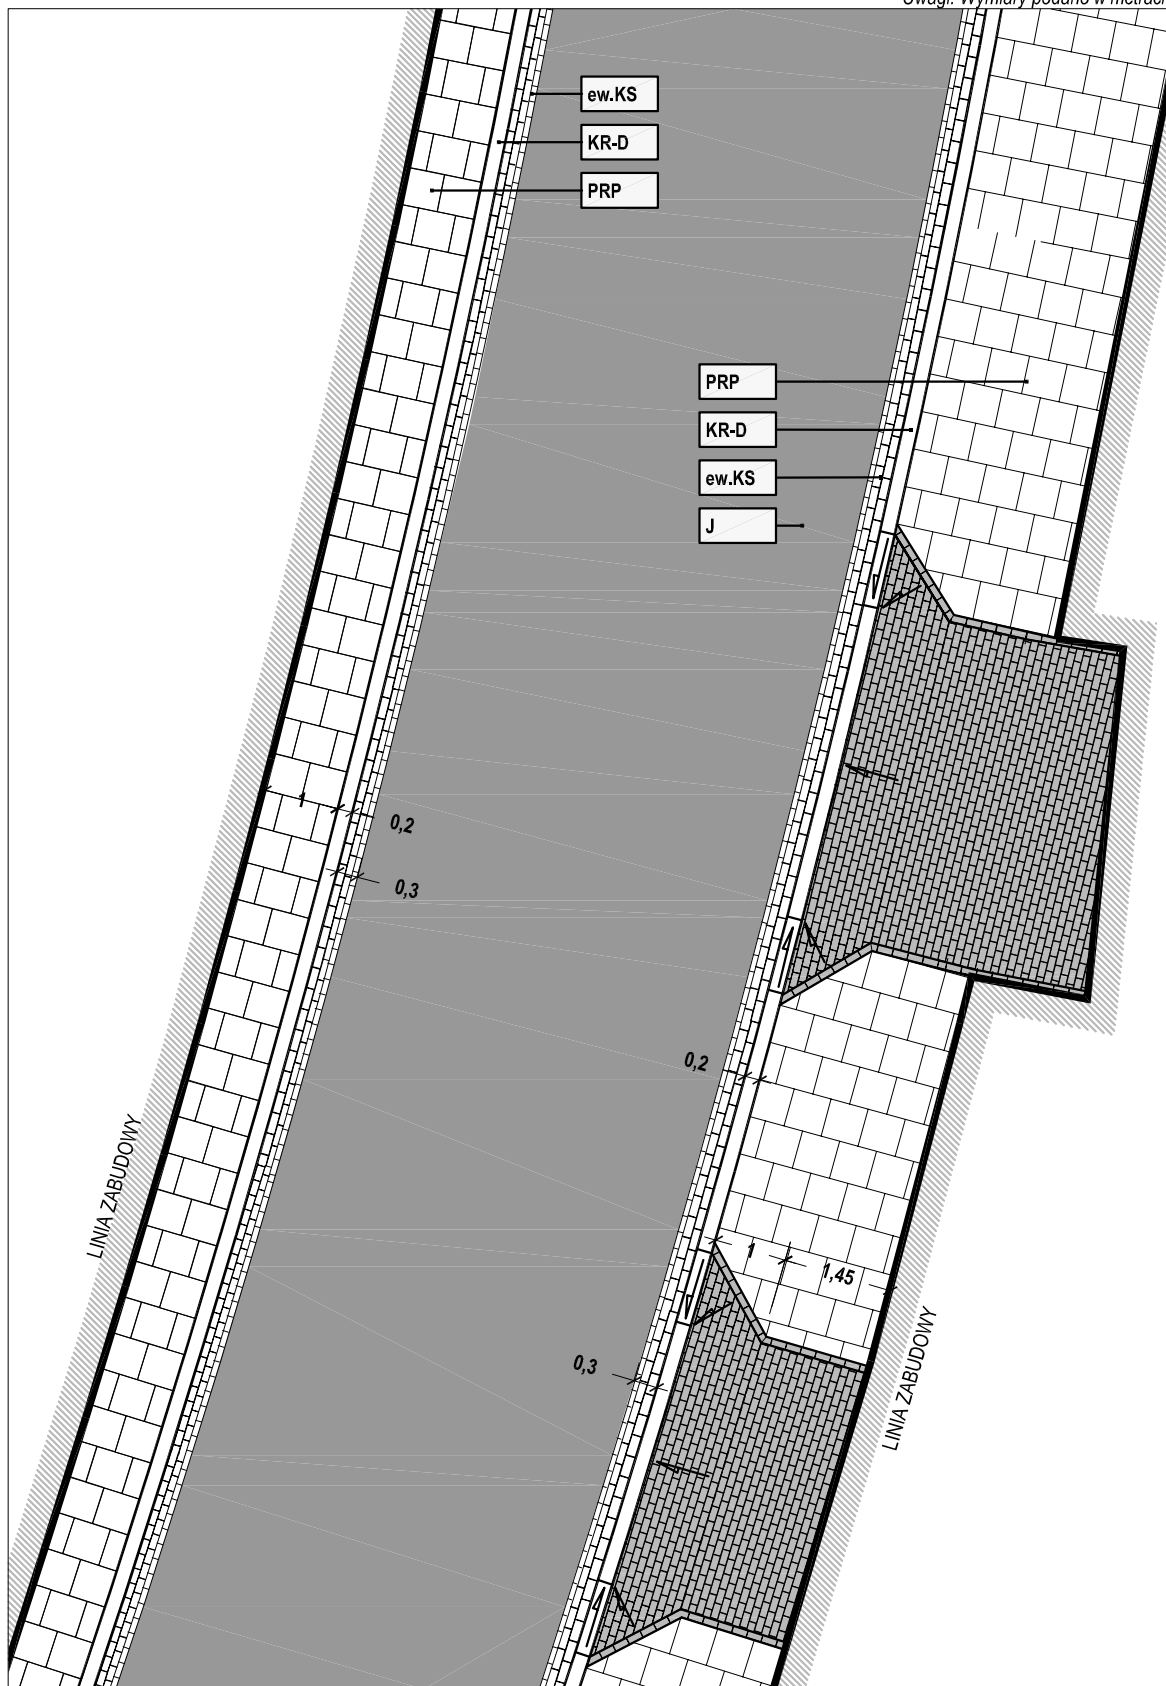 Uwagi: Wymiary podano w metrach
ew.KS
KR-D
PRP
PRP
KR-D
ew.KS
J
1
0,2
0,3
0,2
LINIA ZABUDOWY
1
1,45
0,3
LINIA ZABUDOWY